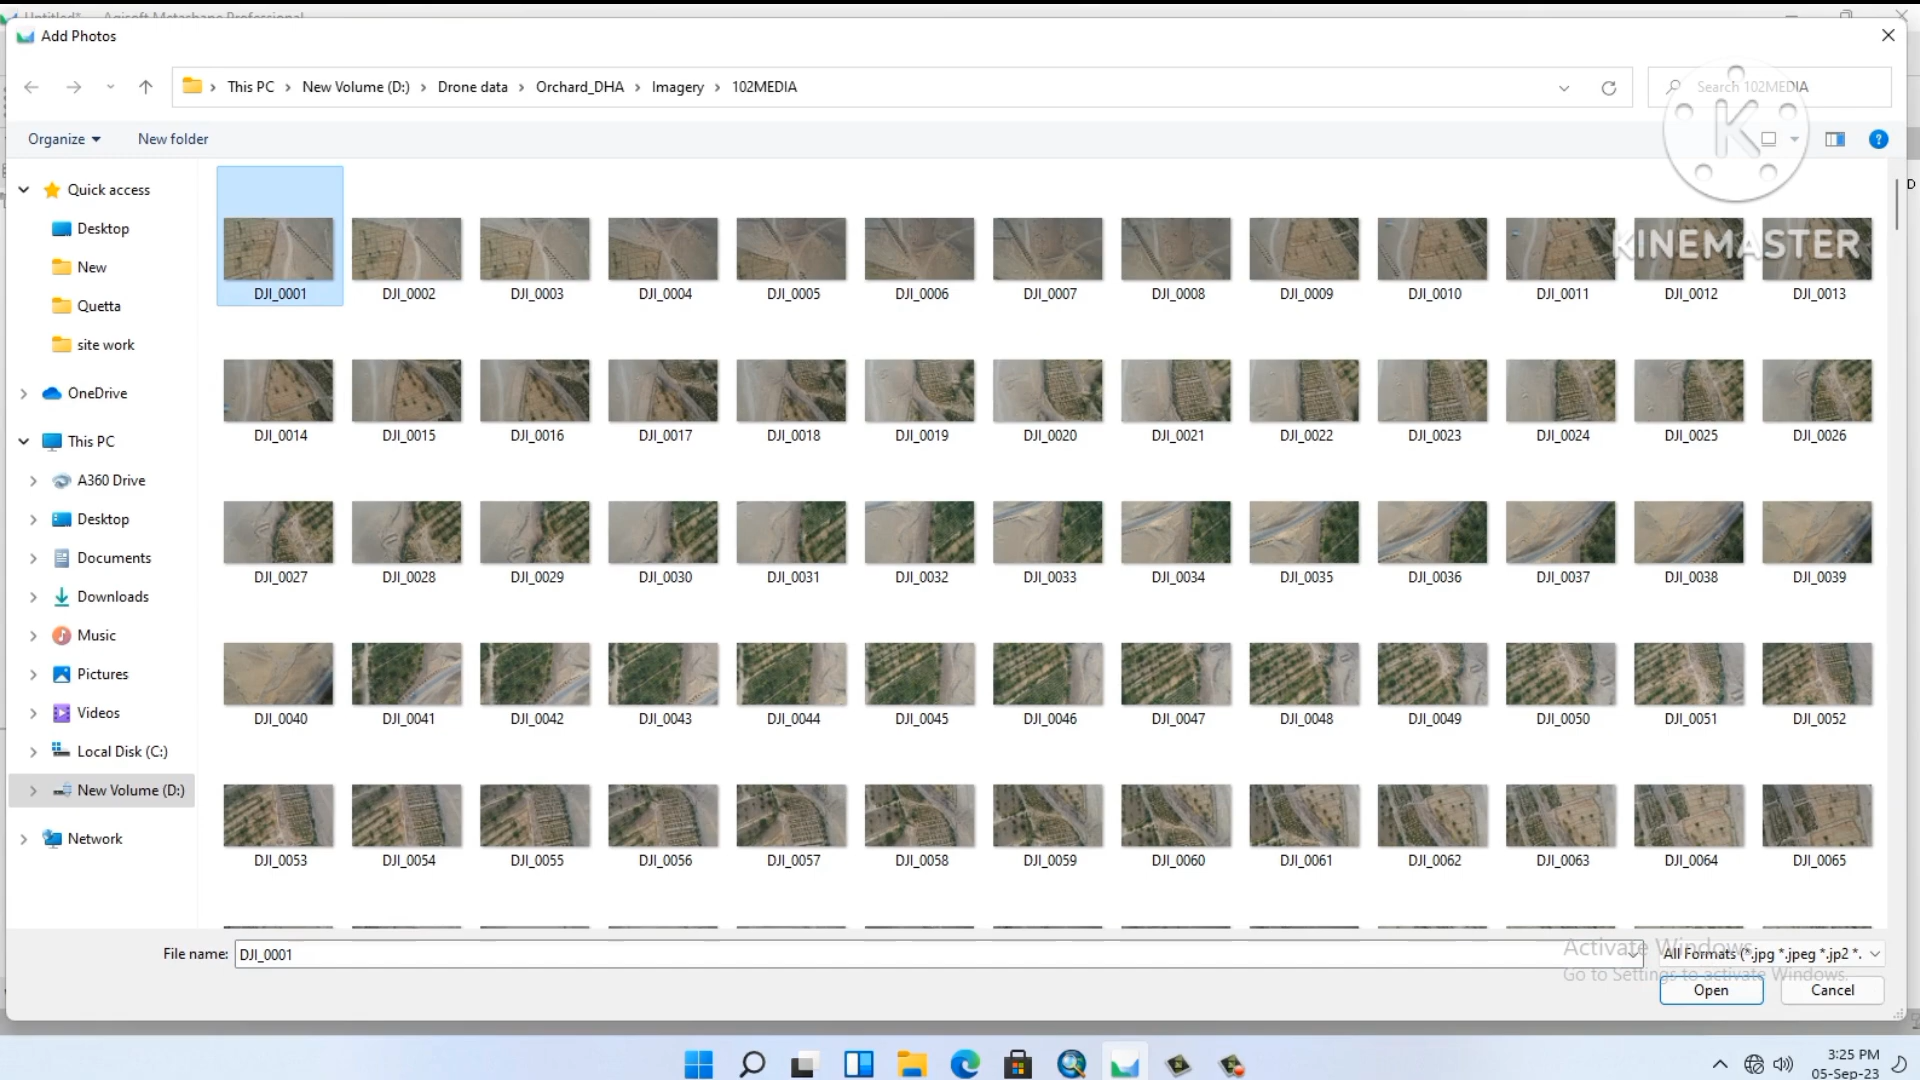 Untitled* — Agisoft Metashape Professional
Add Photos
This PC > New Volume (D:) > Drone data > Orchard_DHA > Imagery > 102MEDIA
Search 102MEDIA
Organize
New folder
K
KINEMASTER
D
Quick access
Desktop
New
Quetta
site work
OneDrive
This PC
A360 Drive
Desktop
Documents
Downloads
Music
Pictures
Videos
Local Disk (C:)
New Volume (D:)
Network
DJI_0001 DJI_0002 DJI_0003 DJI_0004 DJI_0005 DJI_0006 DJI_0007 DJI_0008 DJI_0009 DJI_0010 DJI_0011 DJI_0012 DJI_0013
DJI_0014 DJI_0015 DJI_0016 DJI_0017 DJI_0018 DJI_0019 DJI_0020 DJI_0021 DJI_0022 DJI_0023 DJI_0024 DJI_0025 DJI_0026
DJI_0027 DJI_0028 DJI_0029 DJI_0030 DJI_0031 DJI_0032 DJI_0033 DJI_0034 DJI_0035 DJI_0036 DJI_0037 DJI_0038 DJI_0039
DJI_0040 DJI_0041 DJI_0042 DJI_0043 DJI_0044 DJI_0045 DJI_0046 DJI_0047 DJI_0048 DJI_0049 DJI_0050 DJI_0051 DJI_0052
DJI_0053 DJI_0054 DJI_0055 DJI_0056 DJI_0057 DJI_0058 DJI_0059 DJI_0060 DJI_0061 DJI_0062 DJI_0063 DJI_0064 DJI_0065
File name: DJI_0001
All Formats (*.jpg *.jpeg *.jp2 *.
Activate Windows
Go to Settings to activate Windows.
Open
Cancel
3:25 PM
05-Sep-23